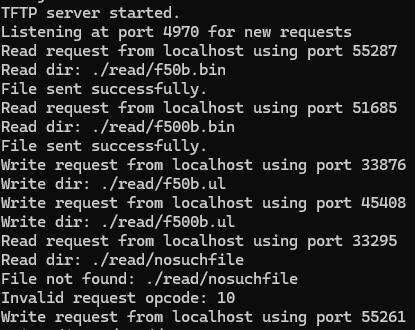 TFTP server started.
Listening at port 4970 for new requests
Read request from localhost using port 55287
Read dir: ./read/f50b.bin
File sent successfully.
Read request from localhost using port 51685
Read dir: ./read/f500b.bin
File sent successfully.
Write request from localhost using port 33876
Write dir: ./read/f50b.ul
Write request from localhost using port 45408
Write dir: ./read/f500b.ul
Read request from localhost using port 33295
Read dir: ./read/nosuchfile
File not found: ./read/nosuchfile
Invalid request opcode: 10
Write request from localhost using port 55261